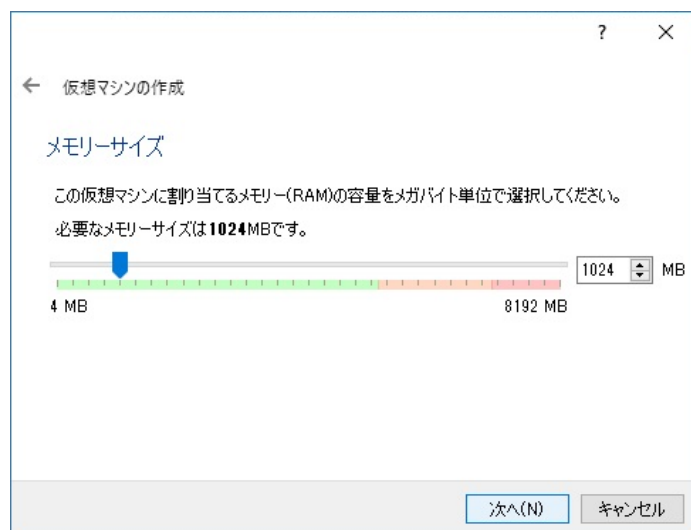 ?
仮想マシンの作成
メモリーサイズ
この仮想マシンに割り当てるメモリー(RAM)の容量をメガバイト単位で選択してください。
必要なメモリーサイズは1024MBです。
1024 MB
4 MB 8192 MB
次へ(N) キャンセル